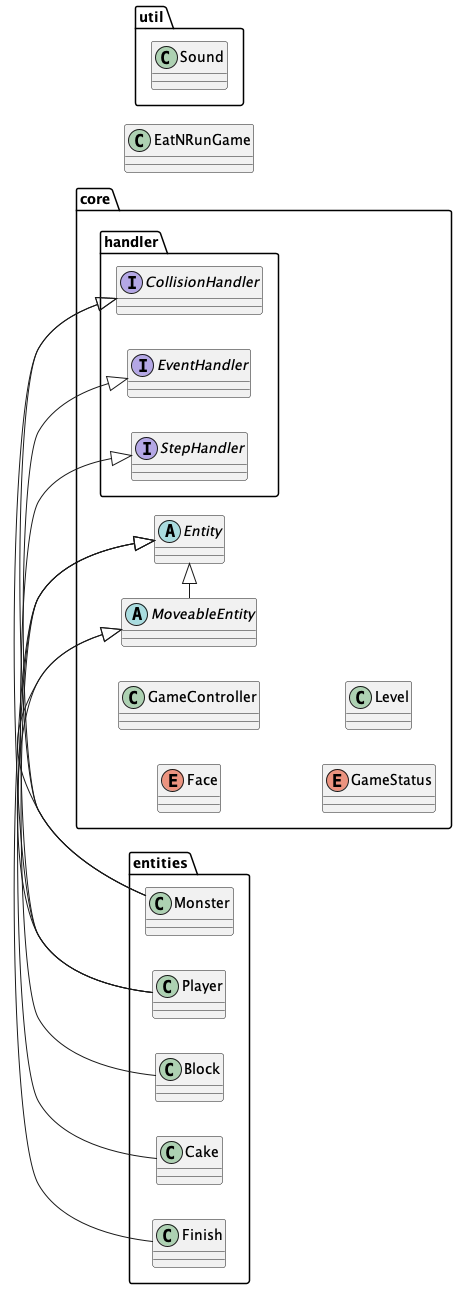 util
C Sound
C EatNRunGame
core
handler
I CollisionHandler
I EventHandler
I StepHandler
A Entity
A MoveableEntity
C GameController
C Level
E Face
E GameStatus
entities
C Monster
C Player
C Block
C Cake
C Finish